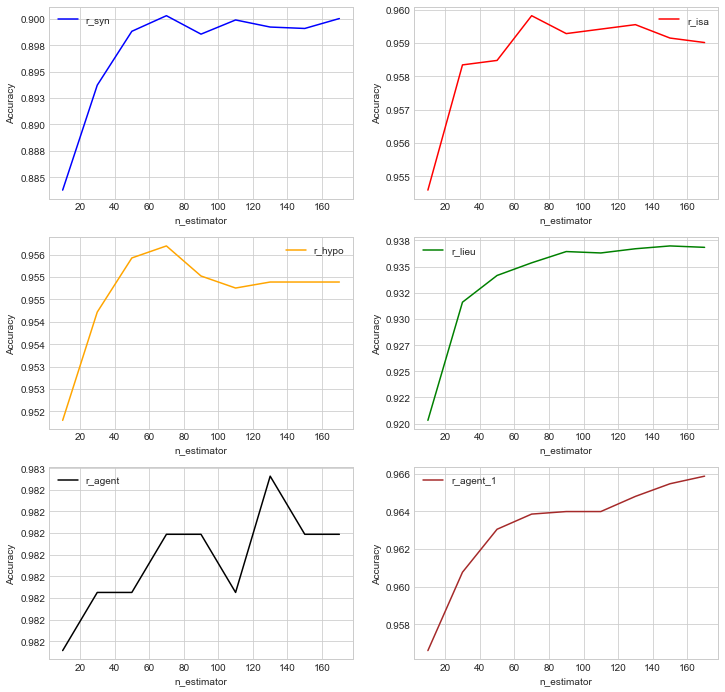 r_syn
0.900
0.898
0.895
0.893
0.890
0.888
0.885
Accuracy
20 40 60 80 100 120 140 160
n_estimator
r_isa
0.960
0.959
0.958
0.957
0.956
0.955
Accuracy
20 40 60 80 100 120 140 160
n_estimator
r_hypo
0.956
0.955
0.955
0.954
0.954
0.953
0.953
0.952
Accuracy
20 40 60 80 100 120 140 160
n_estimator
r_lieu
0.938
0.935
0.932
0.930
0.927
0.925
0.922
0.920
Accuracy
20 40 60 80 100 120 140 160
n_estimator
r_agent
0.983
0.982
0.982
0.982
0.982
0.982
0.982
0.982
0.982
Accuracy
20 40 60 80 100 120 140 160
n_estimator
r_agent_1
0.966
0.964
0.962
0.960
0.958
Accuracy
20 40 60 80 100 120 140 160
n_estimator